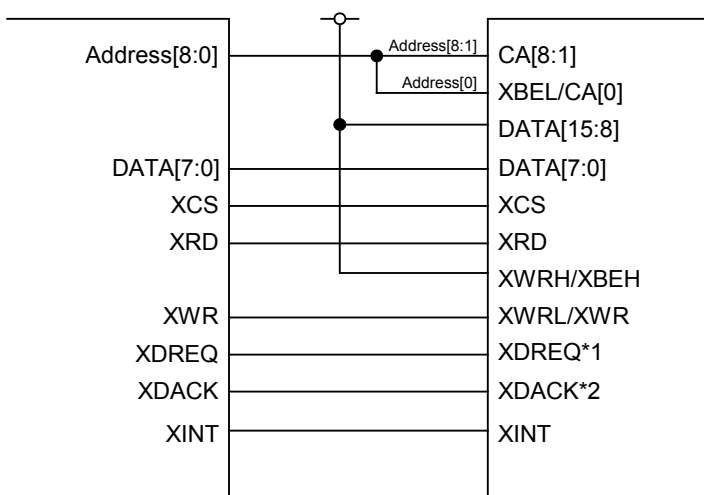 Address[8:0]
Address[8:1]
CA[8:1]
Address[0]
XBEL/CA[0]
DATA[15:8]
DATA[7:0]
DATA[7:0]
XCS
XCS
XRD
XRD
XWRH/XBEH
XWR
XWRL/XWR
XDREQ
XDREQ*1
XDACK
XDACK*2
XINT
XINT